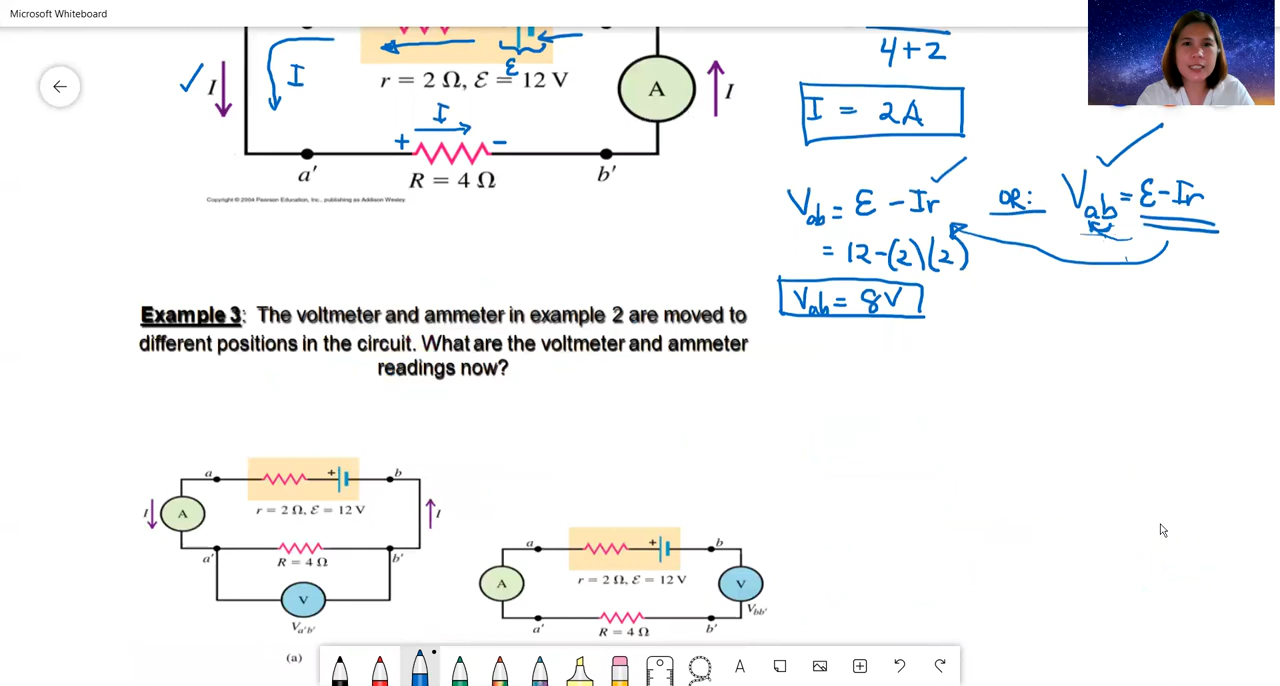 Microsoft Whiteboard
I
I
ε
r = 2 Ω, ℰ = 12 V
A
I
I
+
-
a'
R = 4 Ω
b'
Copyright © 2004 Pearson Education, Inc., publishing as Addison Wesley
4+2
I = 2A
Vab = ε - Ir
OR:
Vab = ε - Ir
= 12-(2)(2)
Vab = 8V
Example 3: The voltmeter and ammeter in example 2 are moved to
different positions in the circuit. What are the voltmeter and ammeter
readings now?
a
+
b
I
A
r = 2 Ω, ℰ = 12 V
I
a'
R = 4 Ω
b'
V
Va'b'
(a)
a
+
b
A
r = 2 Ω, ℰ = 12 V
V
Vbb'
a'
R = 4 Ω
b'
A